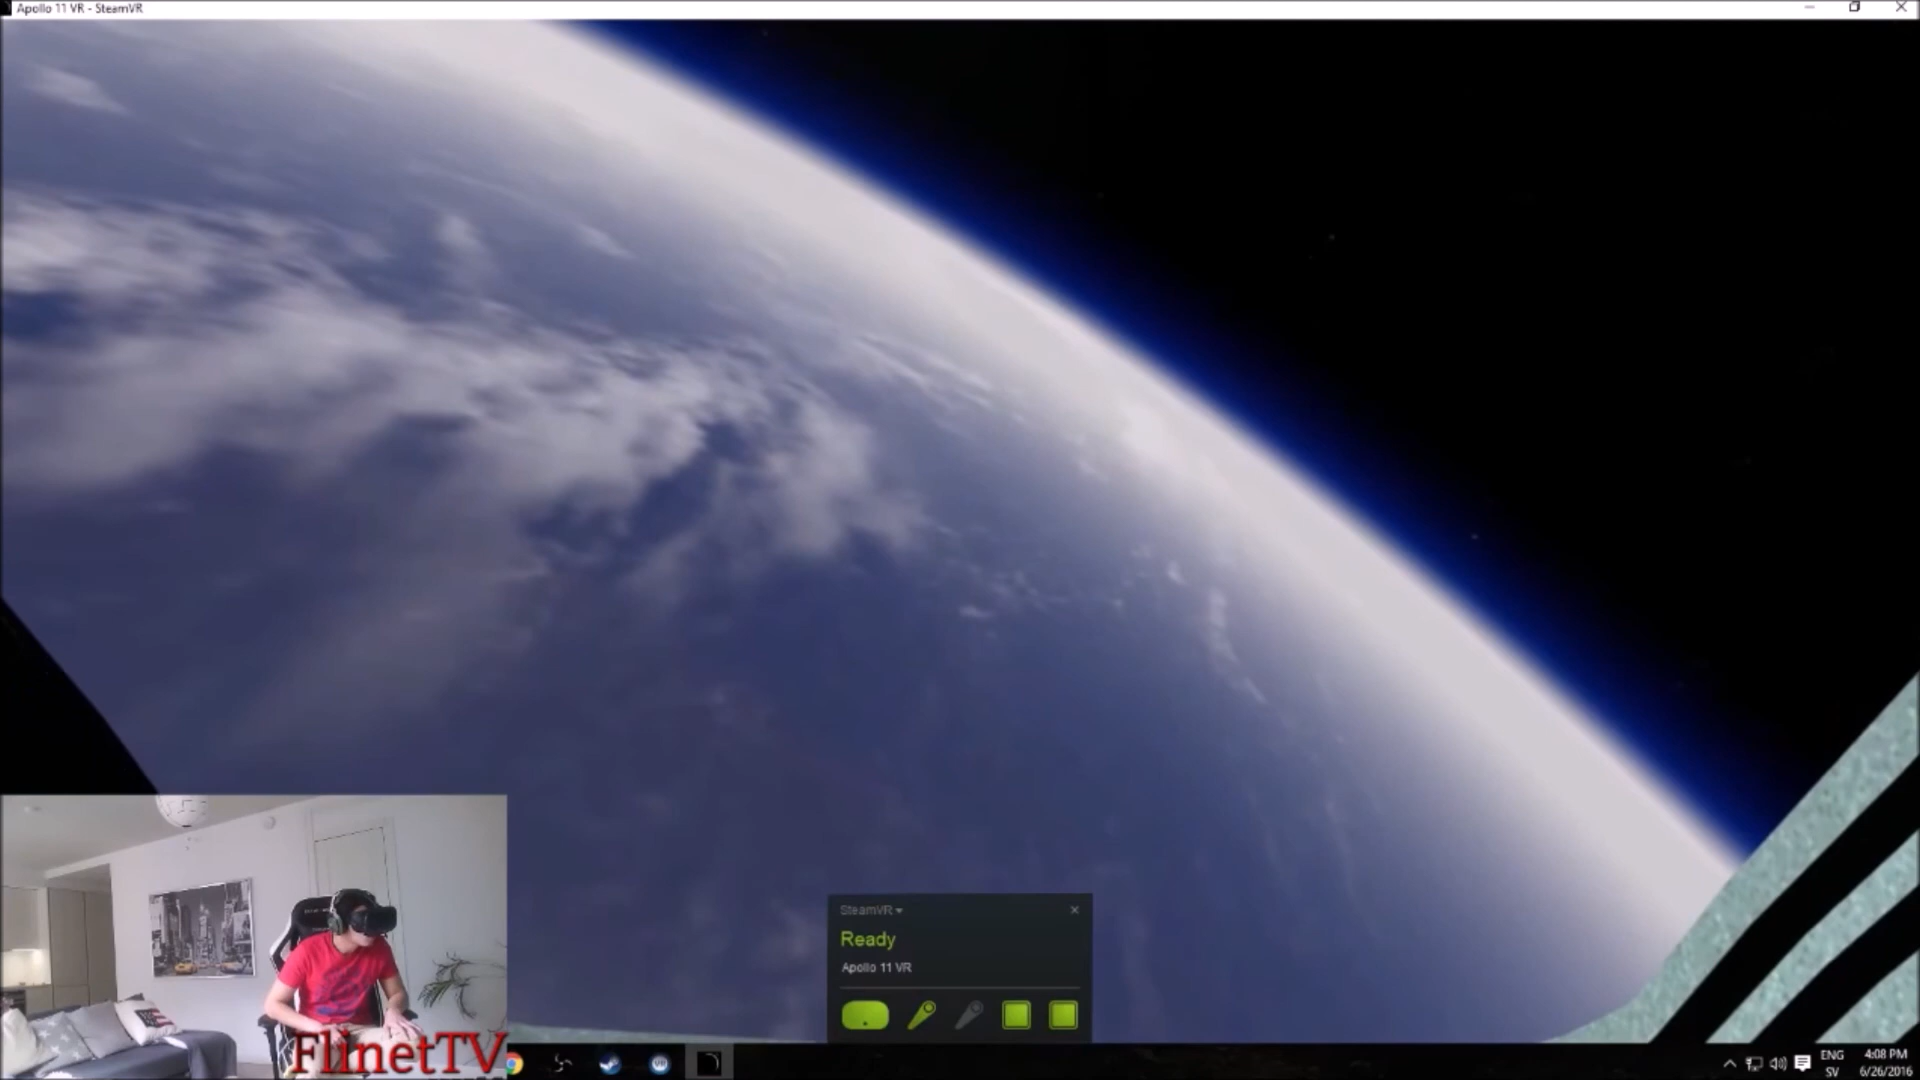 Apollo 11 VR - SteamVR
SteamVR
Ready
Apollo 11 VR
FlinetTV
ENG
SV
4:08 PM
6/26/2016